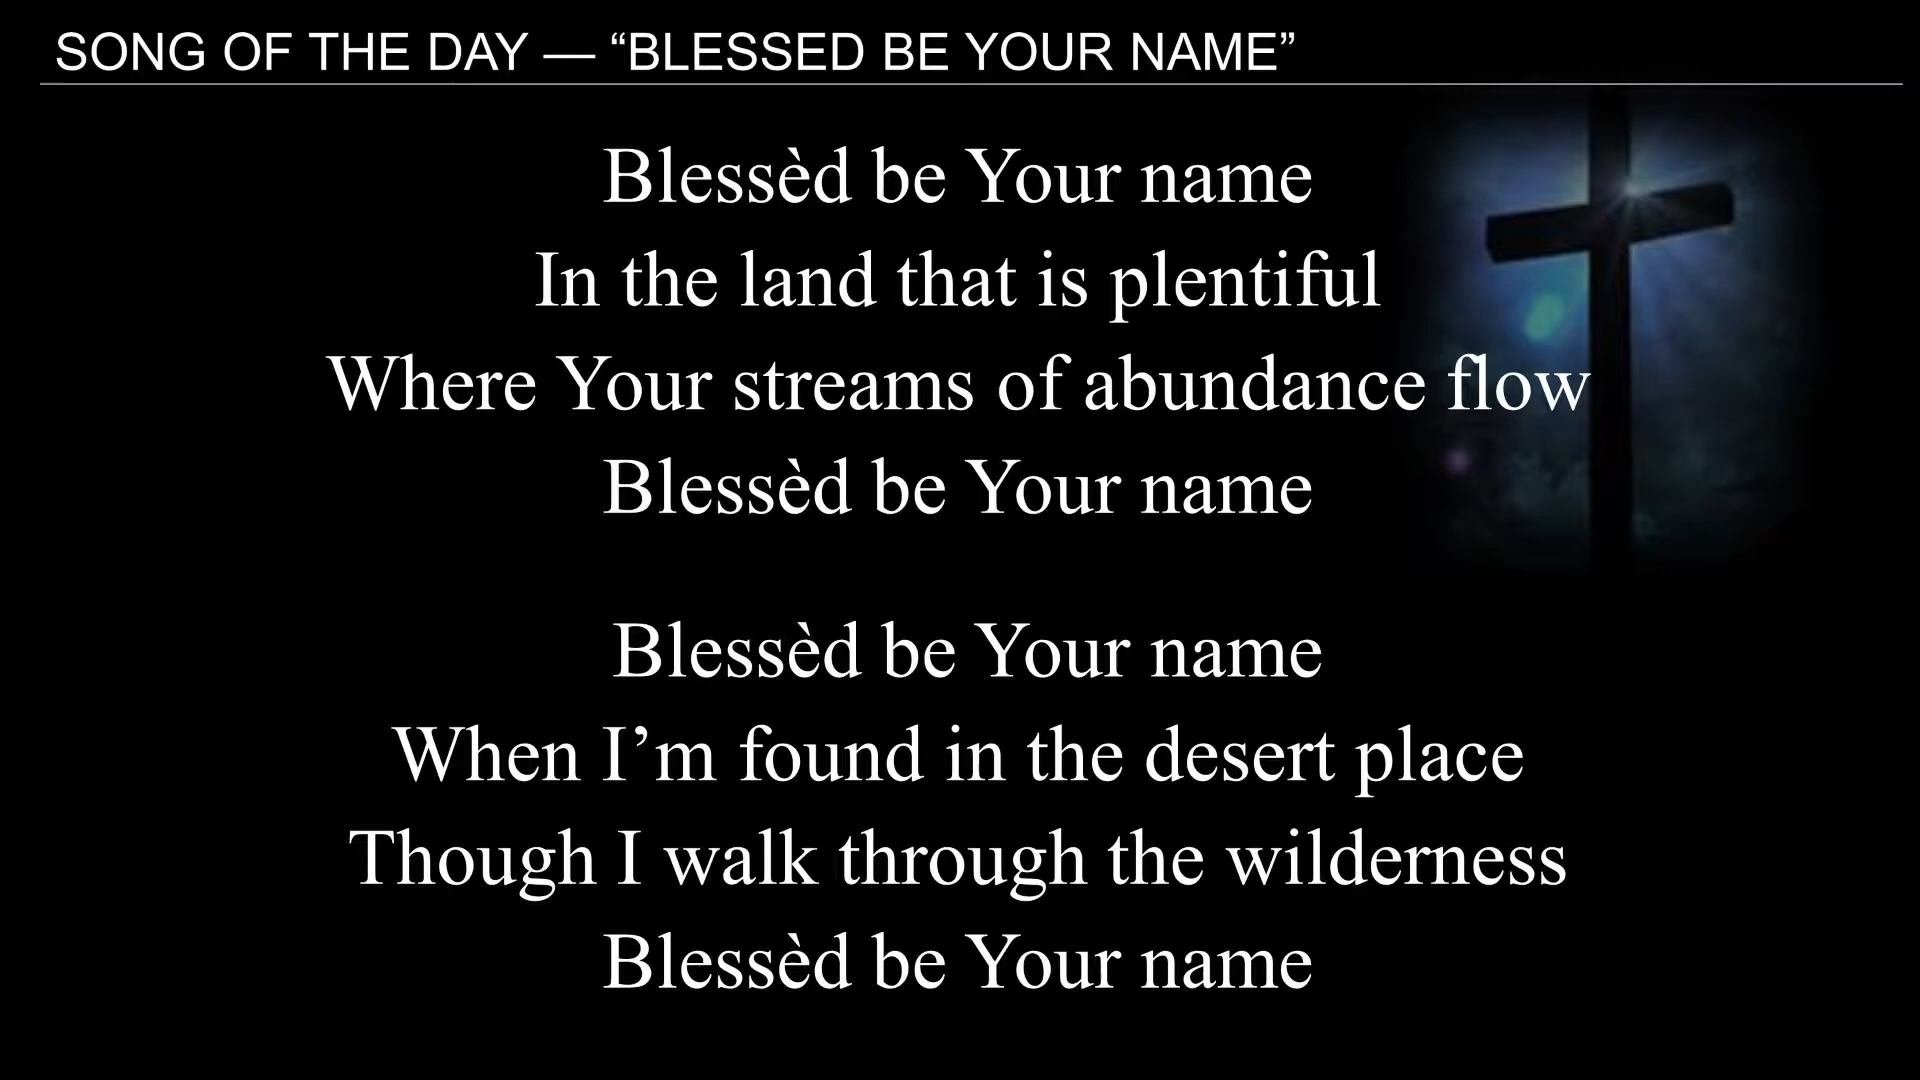 SONG OF THE DAY — “BLESSED BE YOUR NAME”
Blessèd be Your name
In the land that is plentiful
Where Your streams of abundance flow
Blessèd be Your name
Blessèd be Your name
When I’m found in the desert place
Though I walk through the wilderness
Blessèd be Your name